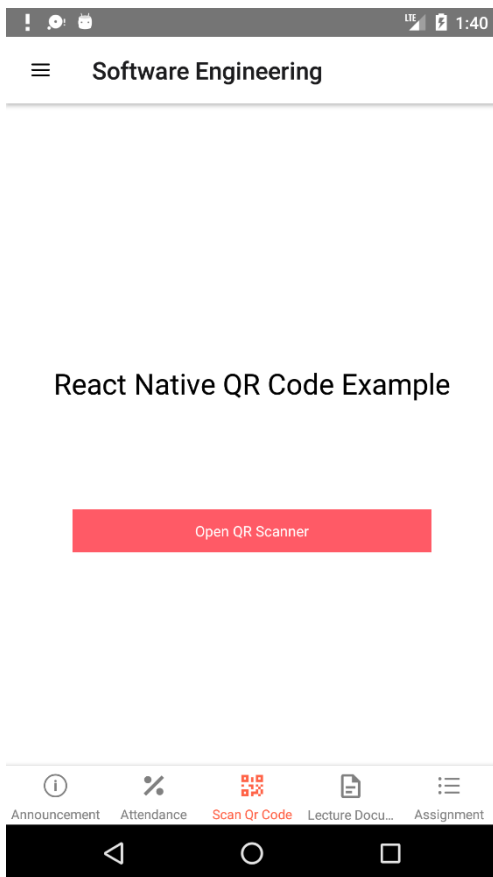 LTE 1:40
Software Engineering
React Native QR Code Example
Open QR Scanner
Announcement Attendance Scan Qr Code Lecture Docu... Assignment